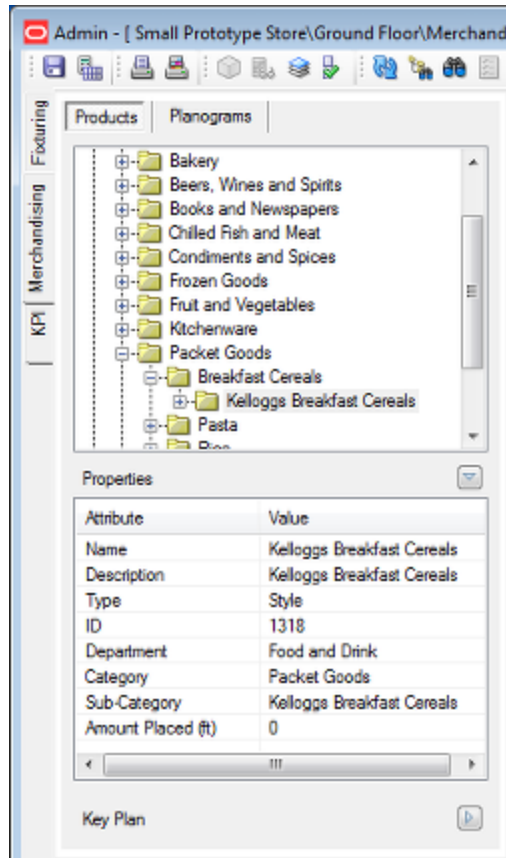 Admin - [ Small Prototype Store\Ground Floor\Merchand
Fixturing
Merchandising
KPI
Products
Planograms
Bakery
Beers, Wines and Spirits
Books and Newspapers
Chilled Fish and Meat
Condiments and Spices
Frozen Goods
Fruit and Vegetables
Kitchenware
Packet Goods
Breakfast Cereals
Kelloggs Breakfast Cereals
Pasta
Rice
Properties
Attribute Value
Name Kelloggs Breakfast Cereals
Description Kelloggs Breakfast Cereals
Type Style
ID 1318
Department Food and Drink
Category Packet Goods
Sub-Category Kelloggs Breakfast Cereals
Amount Placed (ft) 0
Key Plan